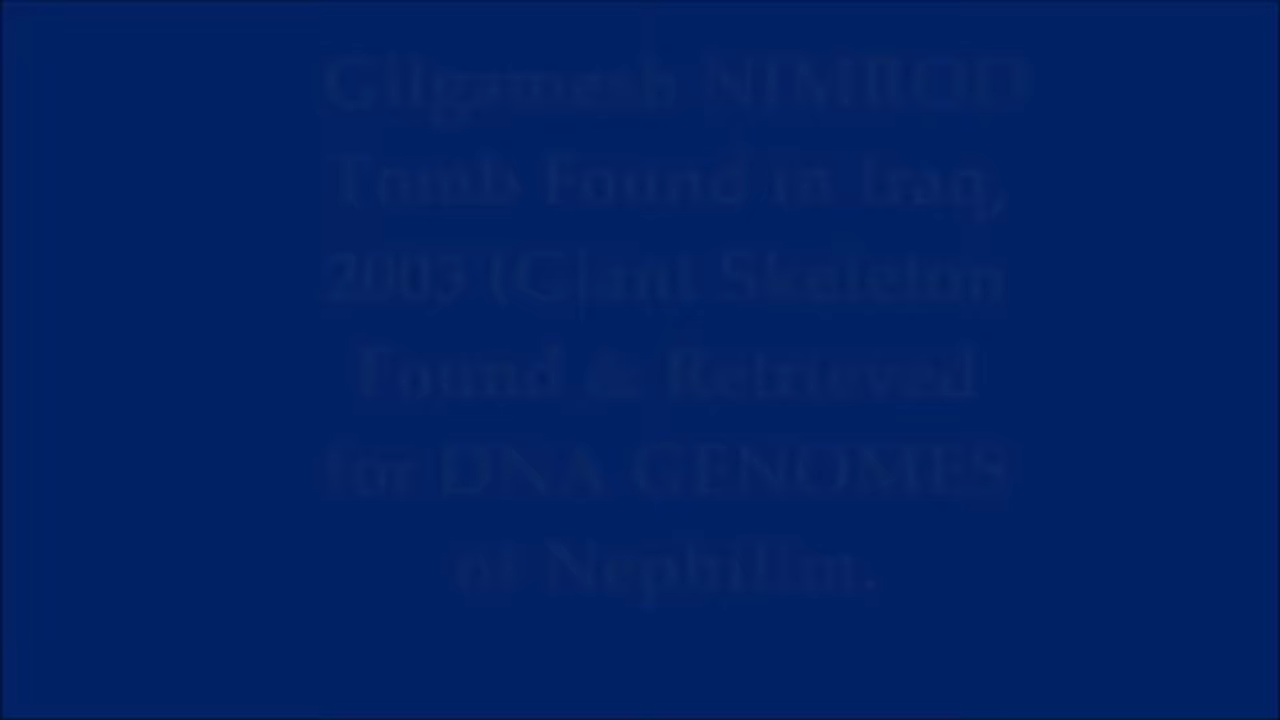 Gilgamesh NIMROD
Tomb Found in Iraq,
2003 (Giant Skeleton
Found & Retrieved
for DNA GENOMES
of Nephilim.